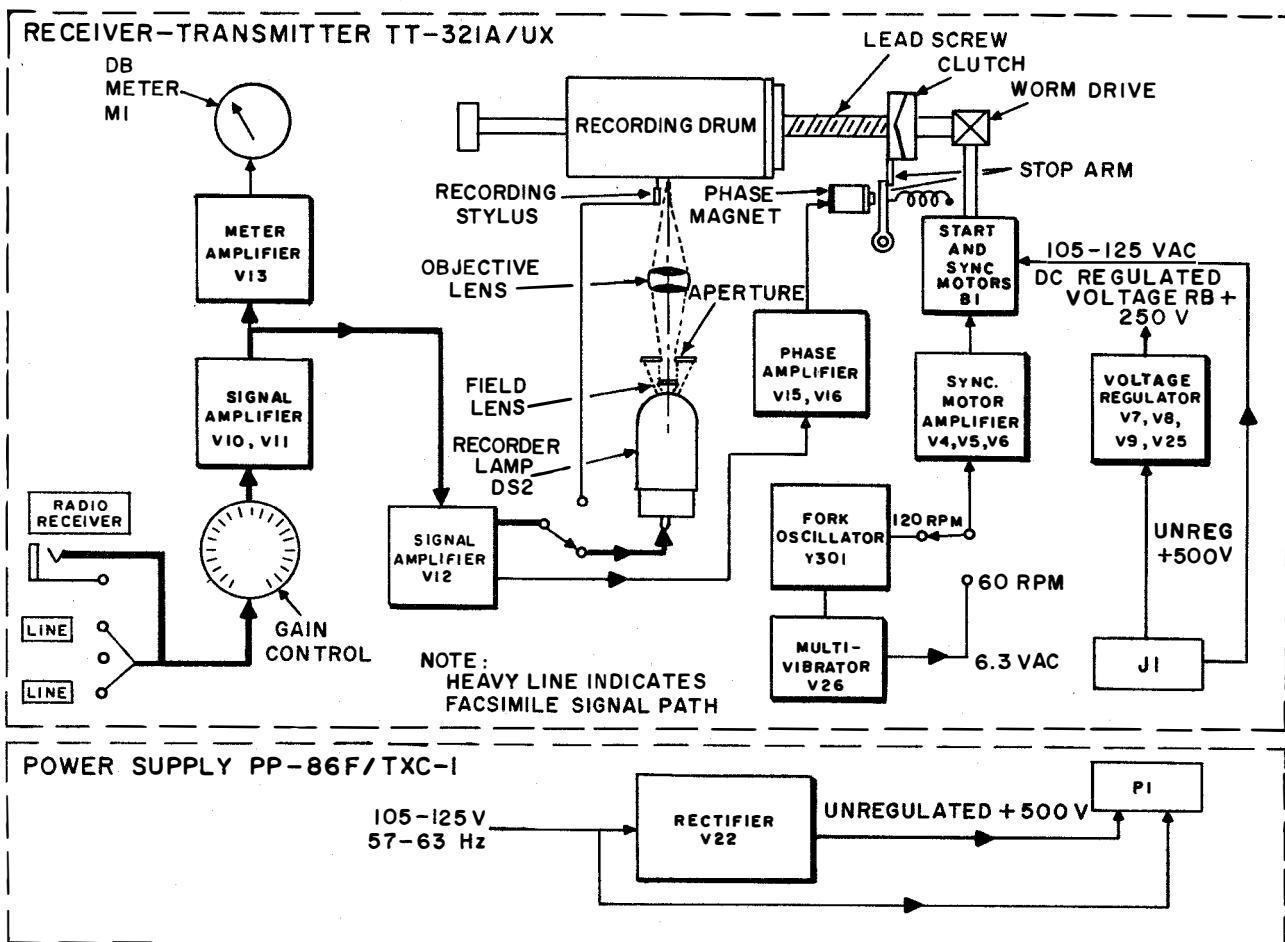 RECEIVER-TRANSMITTER TT-321A/UX
DB
METER
M1
METER
AMPLIFIER
V13
SIGNAL
AMPLIFIER
V10, V11
RADIO
RECEIVER
LINE
LINE
GAIN
CONTROL
RECORDING DRUM
LEAD SCREW
CLUTCH
WORM DRIVE
STOP ARM
RECORDING
STYLUS
PHASE
MAGNET
OBJECTIVE
LENS
APERTURE
FIELD
LENS
RECORDER
LAMP
DS2
SIGNAL
AMPLIFIER
V12
PHASE
AMPLIFIER
V15, V16
START
AND
SYNC
MOTORS
B1
105-125 VAC
DC REGULATED
VOLTAGE RB+
250 V
SYNC.
MOTOR
AMPLIFIER
V4,V5,V6
VOLTAGE
REGULATOR
V7, V8,
V9, V25
FORK
OSCILLATOR
Y301
120 RPM
60 RPM
MULTI-
VIBRATOR
V26
6.3 VAC
UNREG
+500V
J1
NOTE:
HEAVY LINE INDICATES
FACSIMILE SIGNAL PATH
POWER SUPPLY PP-86F/TXC-1
105-125V
57-63 Hz
RECTIFIER
V22
UNREGULATED +500 V
P1